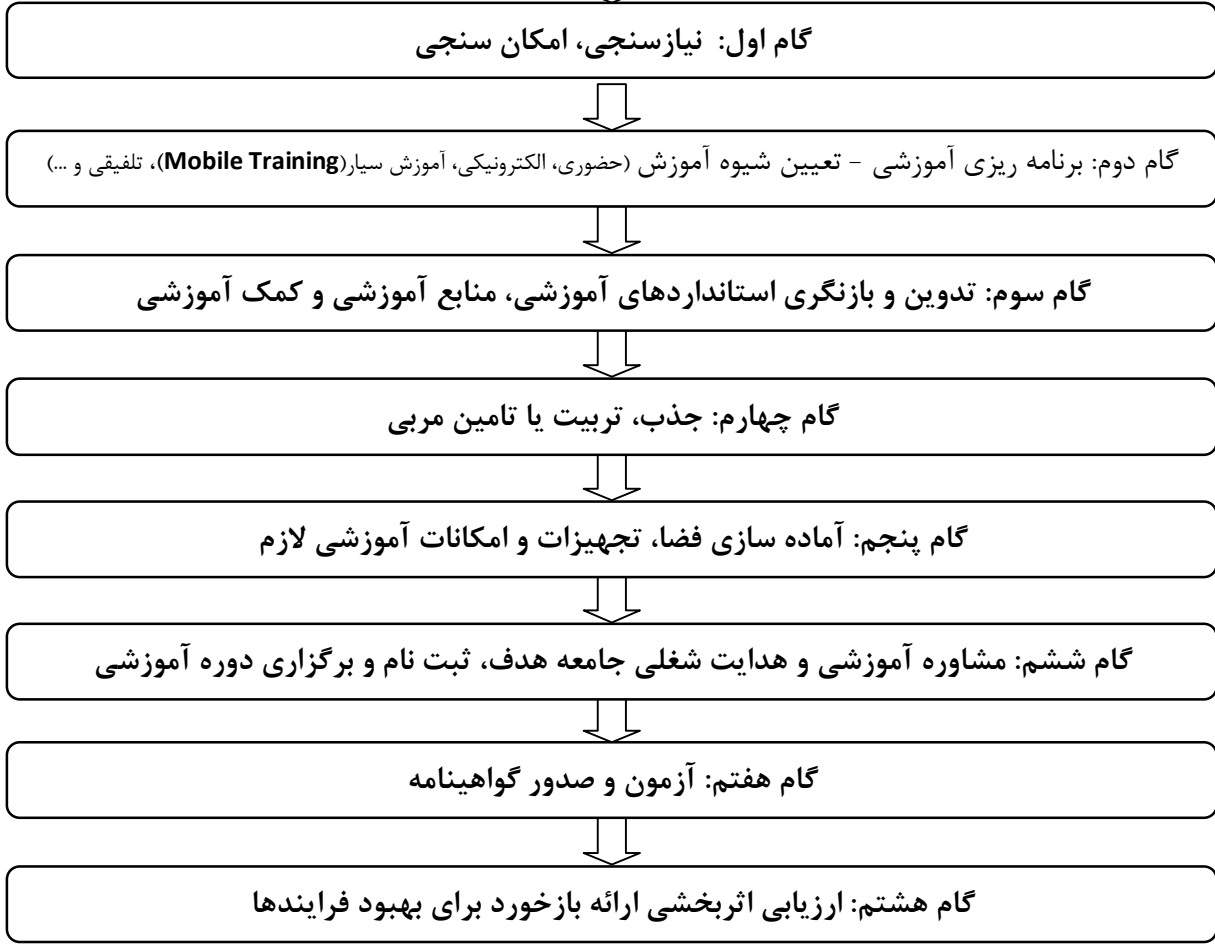 گام اول: نیازسنجی، امکان سنجی
گام دوم: برنامه ریزی آموزشی – تعیین شیوه آموزش (حضوری، الکترونیکی، آموزش سیار(Mobile Training)، تلفیقی و ...)
گام سوم: تدوین و بازنگری استانداردهای آموزشی، منابع آموزشی و کمک آموزشی
گام چهارم: جذب، تربیت یا تامین مربی
گام پنجم: آماده سازی فضا، تجهیزات و امکانات آموزشی لازم
گام ششم: مشاوره آموزشی و هدایت شغلی جامعه هدف، ثبت نام و برگزاری دوره آموزشی
گام هفتم: آزمون و صدور گواهینامه
گام هشتم: ارزیابی اثربخشی ارائه بازخورد برای بهبود فرایندها